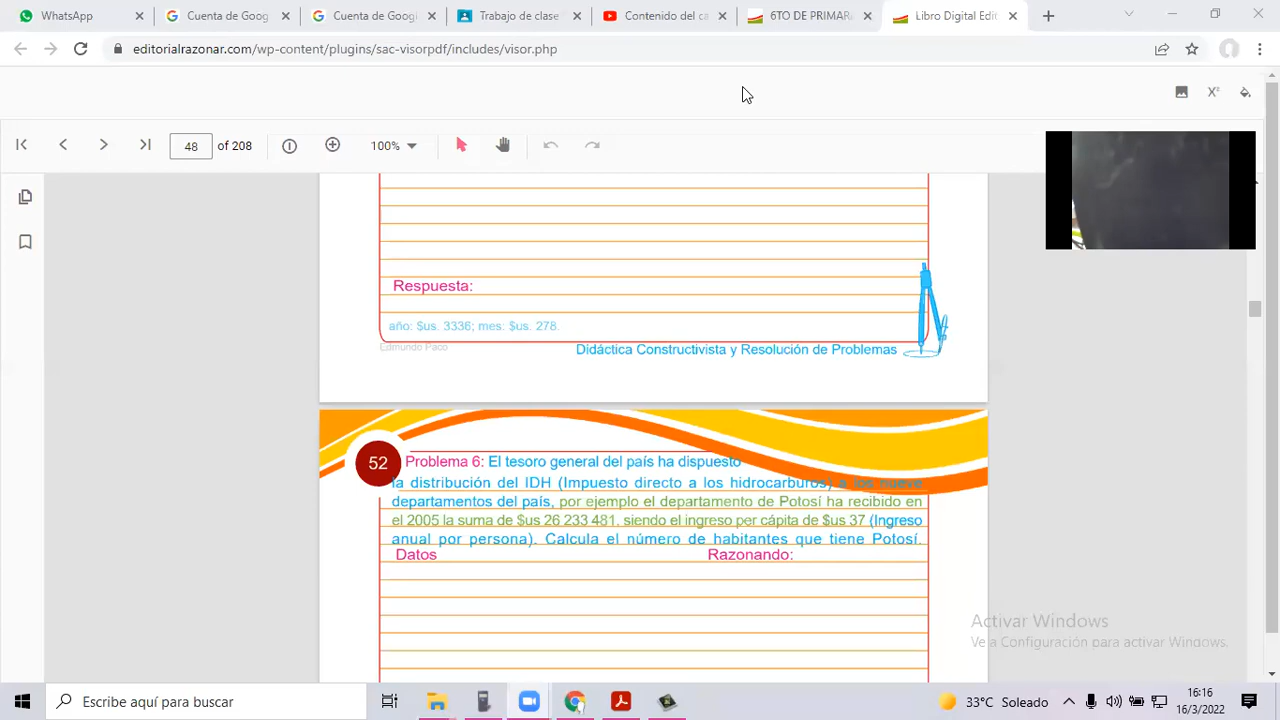 WhatsApp
Cuenta de Goog
Cuenta de Googl
Trabajo de clase
Contenido del ca
6TO DE PRIMAR
Libro Digital Edi
editorialrazonar.com/wp-content/plugins/sac-visorpdf/includes/visor.php
X²
48 of 208
100%
Respuesta:
año: $us. 3336; mes: $us. 278.
Edmundo Paco
Didáctica Constructivista y Resolución de Problemas
52
Problema 6: El tesoro general del país ha dispuesto
la distribución del IDH (Impuesto directo a los hidrocarburos) a los nueve
departamentos del país, por ejemplo el departamento de Potosí ha recibido en
el 2005 la suma de $us 26 233 481, siendo el ingreso per cápita de $us 37 (Ingreso
anual por persona). Calcula el número de habitantes que tiene Potosí.
Datos
Razonando:
Activar Windows
Ve a Configuración para activar Windows.
Escribe aquí para buscar
33°C Soleado
16:16
16/3/2022